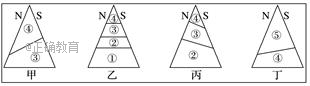 N S N S N S N S
④ ④ ④ ⑤
③ ③
② ②
③ ① ④
@正确教育
甲 乙 丙 丁